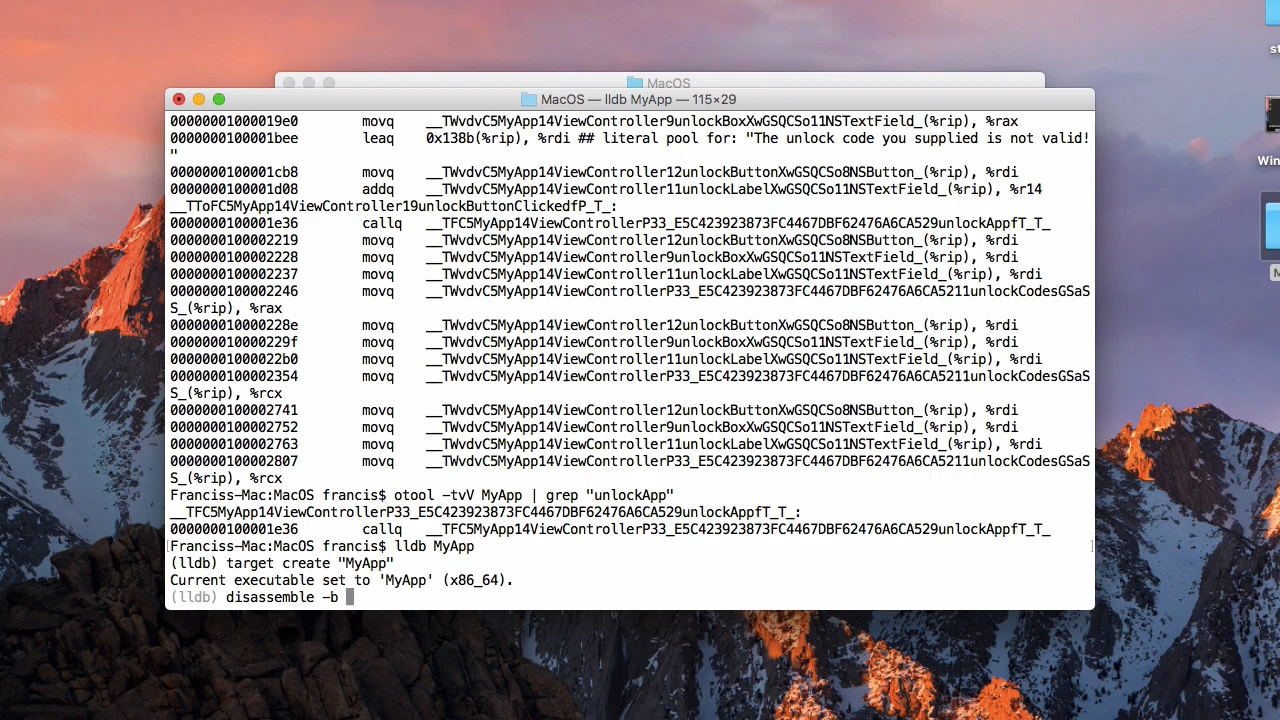 MacOS
MacOS — lldb MyApp — 115×29
00000001000019e0 movq __TWvdvC5MyApp14ViewController9unlockBoxXwGSQCSo11NSTextField_(%rip), %rax
0000000100001bee leaq 0x138b(%rip), %rdi ## literal pool for: "The unlock code you supplied is not valid!
"
0000000100001cb8 movq __TWvdvC5MyApp14ViewController12unlockButtonXwGSQCSo8NSButton_(%rip), %rdi
0000000100001d08 addq __TWvdvC5MyApp14ViewController11unlockLabelXwGSQCSo11NSTextField_(%rip), %r14
__TToFC5MyApp14ViewController19unlockButtonClickedfP_T_:
0000000100001e36 callq __TFC5MyApp14ViewControllerP33_E5C423923873FC4467DBF62476A6CA529unlockAppfT_T_
0000000100002219 movq __TWvdvC5MyApp14ViewController12unlockButtonXwGSQCSo8NSButton_(%rip), %rdi
0000000100002228 movq __TWvdvC5MyApp14ViewController9unlockBoxXwGSQCSo11NSTextField_(%rip), %rdi
0000000100002237 movq __TWvdvC5MyApp14ViewController11unlockLabelXwGSQCSo11NSTextField_(%rip), %rdi
0000000100002246 movq __TWvdvC5MyApp14ViewControllerP33_E5C423923873FC4467DBF62476A6CA5211unlockCodesGSaS
S_(%rip), %rax
000000010000228e movq __TWvdvC5MyApp14ViewController12unlockButtonXwGSQCSo8NSButton_(%rip), %rdi
000000010000229f movq __TWvdvC5MyApp14ViewController9unlockBoxXwGSQCSo11NSTextField_(%rip), %rdi
00000001000022b0 movq __TWvdvC5MyApp14ViewController11unlockLabelXwGSQCSo11NSTextField_(%rip), %rdi
0000000100002354 movq __TWvdvC5MyApp14ViewControllerP33_E5C423923873FC4467DBF62476A6CA5211unlockCodesGSaS
S_(%rip), %rcx
0000000100002741 movq __TWvdvC5MyApp14ViewController12unlockButtonXwGSQCSo8NSButton_(%rip), %rdi
0000000100002752 movq __TWvdvC5MyApp14ViewController9unlockBoxXwGSQCSo11NSTextField_(%rip), %rdi
0000000100002763 movq __TWvdvC5MyApp14ViewController11unlockLabelXwGSQCSo11NSTextField_(%rip), %rdi
0000000100002807 movq __TWvdvC5MyApp14ViewControllerP33_E5C423923873FC4467DBF62476A6CA5211unlockCodesGSaS
S_(%rip), %rcx
Franciss-Mac:MacOS francis$ otool -tvV MyApp | grep "unlockApp"
__TFC5MyApp14ViewControllerP33_E5C423923873FC4467DBF62476A6CA529unlockAppfT_T_:
0000000100001e36 callq __TFC5MyApp14ViewControllerP33_E5C423923873FC4467DBF62476A6CA529unlockAppfT_T_
[Franciss-Mac:MacOS francis$ lldb MyApp ]
(lldb) target create "MyApp"
Current executable set to 'MyApp' (x86_64).
(lldb) disassemble -b
st
Win